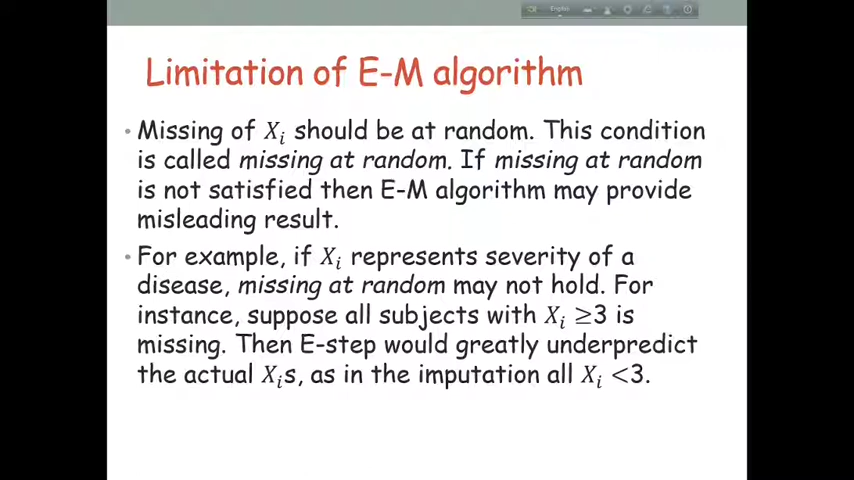 English
Limitation of E-M algorithm
• Missing of Xᵢ should be at random. This condition
is called missing at random. If missing at random
is not satisfied then E-M algorithm may provide
misleading result.
• For example, if Xᵢ represents severity of a
disease, missing at random may not hold. For
instance, suppose all subjects with Xᵢ ≥3 is
missing. Then E-step would greatly underpredict
the actual Xᵢs, as in the imputation all Xᵢ <3.